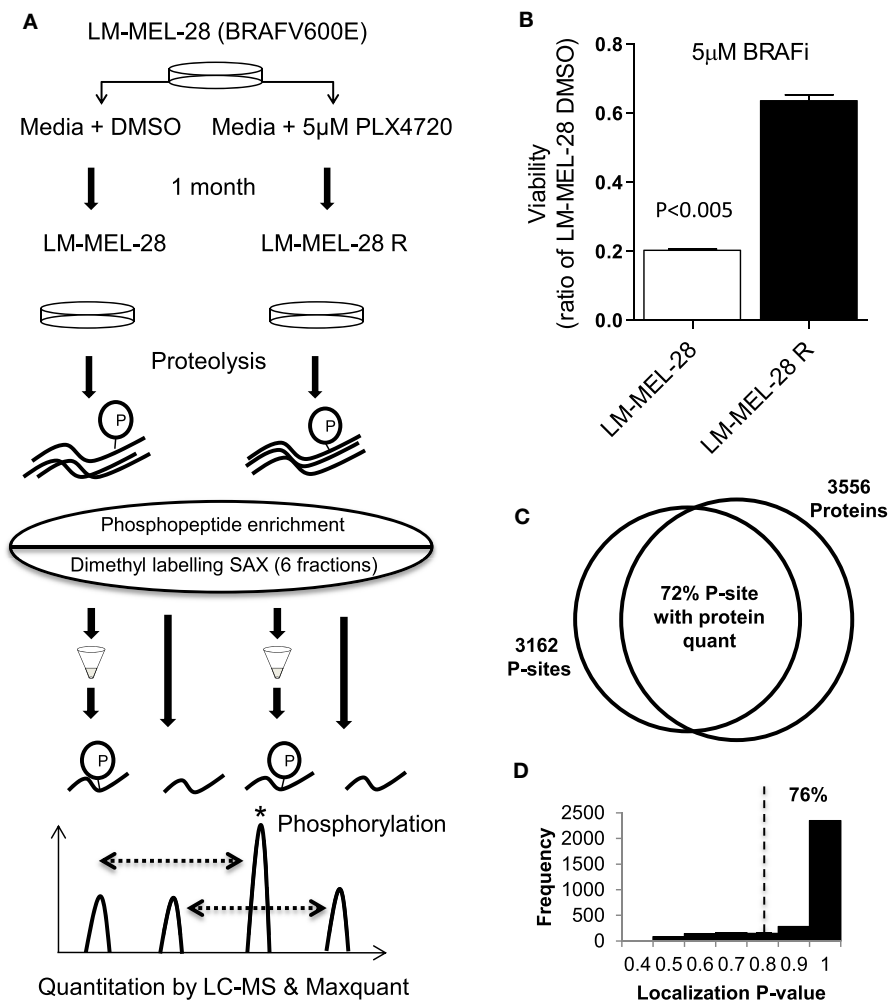 A
LM-MEL-28 (BRAFV600E)
Media + DMSO
Media + 5µM PLX4720
1 month
LM-MEL-28
LM-MEL-28 R
Proteolysis
P
P
Phosphopeptide enrichment
Dimethyl labelling SAX (6 fractions)
P
P
*
Phosphorylation
Quantitation by LC-MS & Maxquant
B
5µM BRAFi
Viability
(ratio of LM-MEL-28 DMSO)
0.8
0.6
0.4
0.2
0.0
P<0.005
LM-MEL-28
LM-MEL-28 R
C
3556
Proteins
72% P-site
with protein
quant
3162
P-sites
D
76%
Frequency
2500
2000
1500
1000
500
0
0.4 0.5 0.6 0.7 0.8 0.9 1
Localization P-value